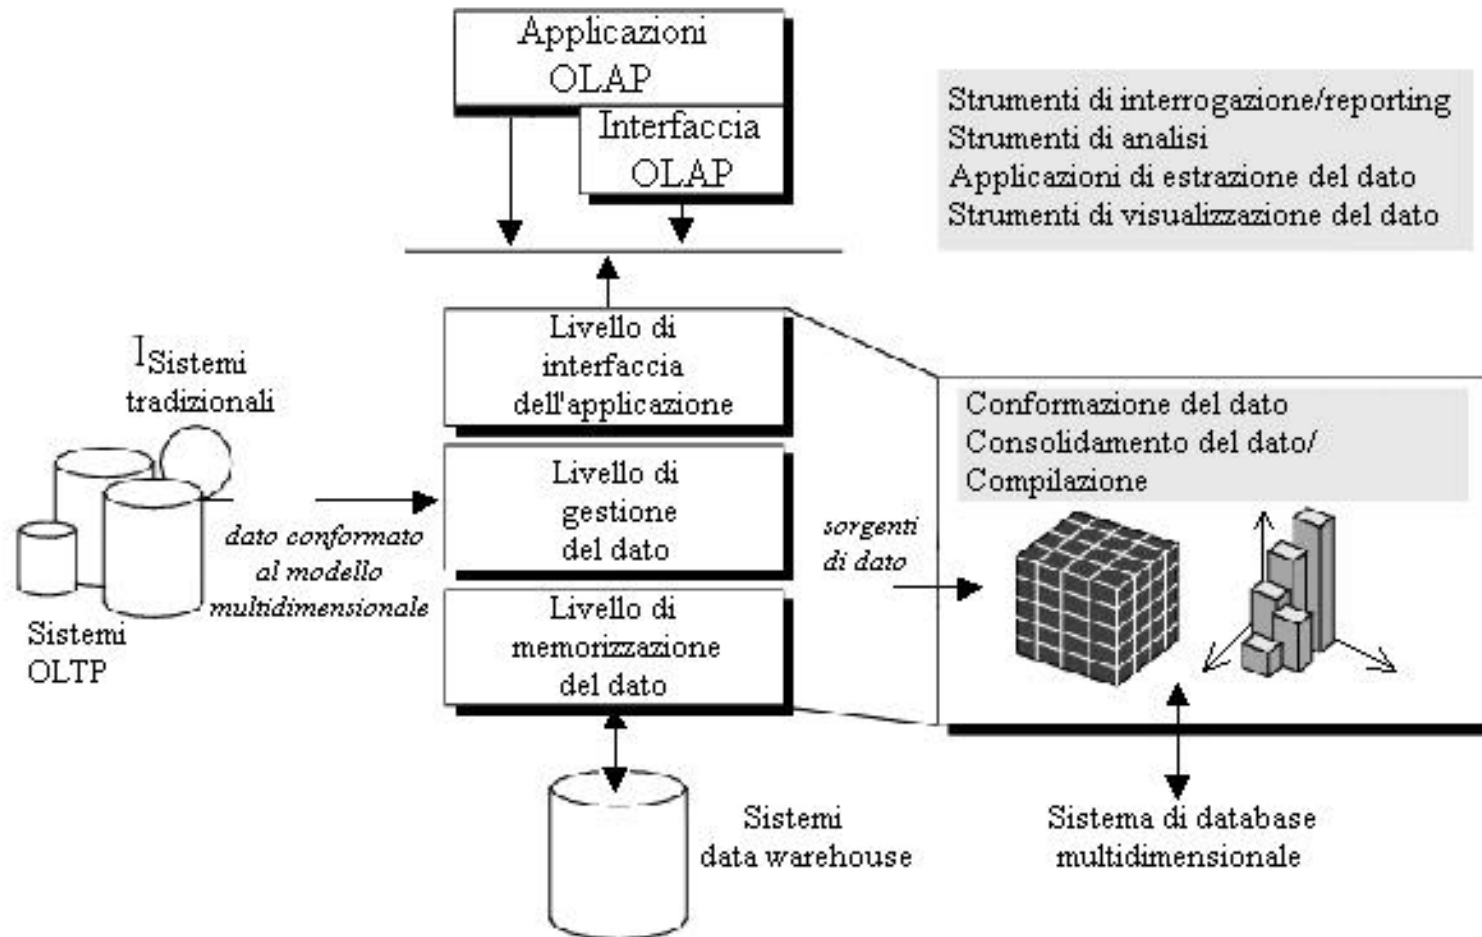 Applicazioni
OLAP
Interfaccia
OLAP
Strumenti di interrogazione/reporting
Strumenti di analisi
Applicazioni di estrazione del dato
Strumenti di visualizzazione del dato
I Sistemi
tradizionali
Sistemi
OLTP
dato conformato
al modello
multidimensionale
Livello di
interfaccia
dell'applicazione
Livello di
gestione
del dato
Livello di
memorizzazione
del dato
sorgenti
di dato
Conformazione del dato
Consolidamento del dato/
Compilazione
Sistemi
data warehouse
Sistema di database
multidimensionale